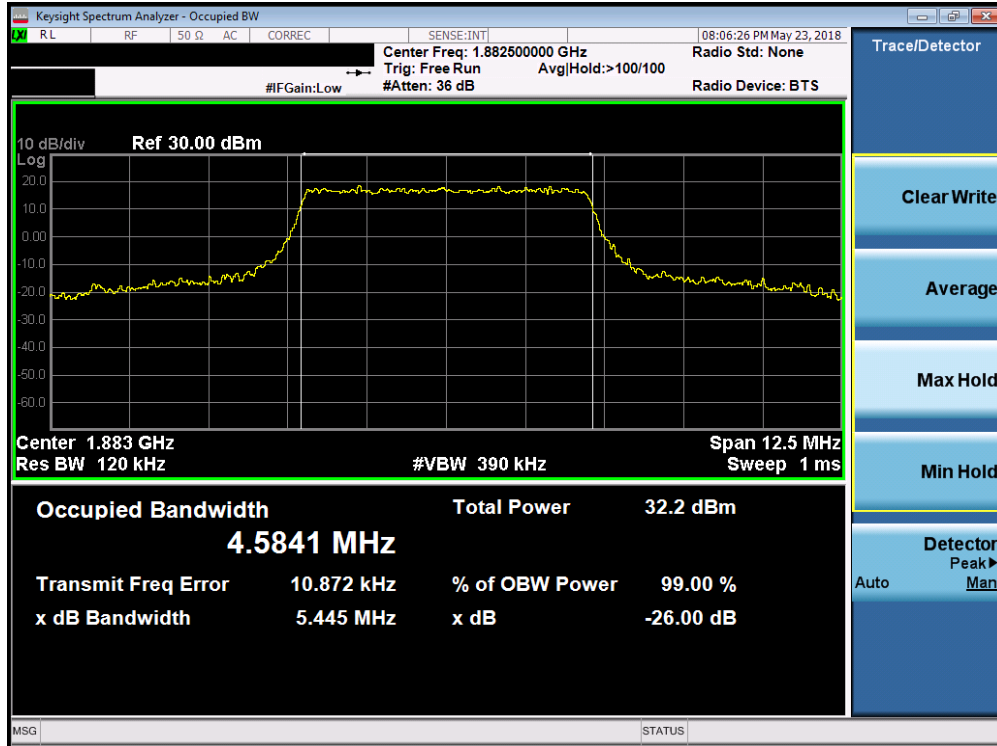 Keysight Spectrum Analyzer - Occupied BW
LXI RL RF 50 Ω AC CORREC SENSE:INT 08:06:26 PM May 23, 2018
Center Freq: 1.882500000 GHz Radio Std: None
Trig: Free Run Avg|Hold:>100/100
#IFGain:Low #Atten: 36 dB Radio Device: BTS
10 dB/div Ref 30.00 dBm
Log
20.0
10.0
0.00
-10.0
-20.0
-30.0
-40.0
-50.0
-60.0
Center 1.883 GHz Span 12.5 MHz
Res BW 120 kHz #VBW 390 kHz Sweep 1 ms
Occupied Bandwidth Total Power 32.2 dBm
4.5841 MHz
Transmit Freq Error 10.872 kHz % of OBW Power 99.00 %
x dB Bandwidth 5.445 MHz x dB -26.00 dB
MSG STATUS
Trace/Detector
Clear Write
Average
Max Hold
Min Hold
Detector
Peak▶
Auto Man